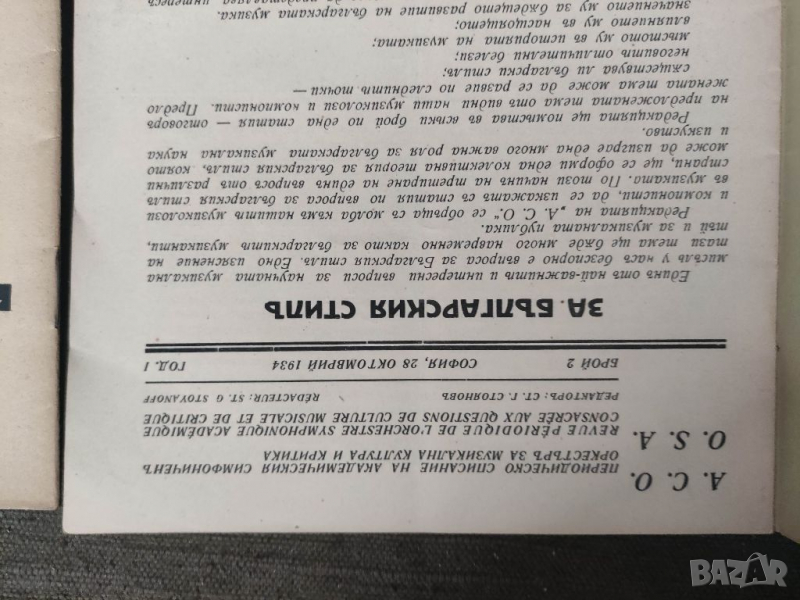 А. С. О.
ПЕРИОДИЧЕСКО СПИСАНИЕ НА АКАДЕМИЧЕСКИЯ СИМФОНИЧЕНЪ
ОРКЕСТЪРЪ ЗА МУЗИКАЛНА КУЛТУРА И КРИТИКА
O. S. A.
REVUE PÉRIODIQUE DE L'ORCHESTRE SYMPHONIQUE ACADÉMIQUE
CONSACRÉE AUX QUESTIONS DE CULTURE MUSICALE ET DE CRITIQUE
РЕДАКТОРЪ: СТ. Г. СТОЯНОВЪ
RÉDACTEUR: ST. G STOYANOFF
БРОЙ 2
СОФИЯ, 28 ОКТОМВРИЙ 1934
ГОД. I
ЗА БЪЛГАРСКИЯ СТИЛЪ
Единъ отъ най-важнитѣ и интересни въпроси за научната музикална
мисъль у насъ безспорно е въпроса за Българския стилъ. Едно изяснение на
тази тема ще бѫде много навременно както за българскитѣ музиканти,
тъй и за музикалната публика.
Редакцията на „А. С. О.“ се обръща съ молба къмъ нашитѣ музиколози
и компонисти, да се изкажатъ съ статия по въпроса за българския стилъ
въ музиката. По този начинъ на третиране на единъ въпросъ отъ различни
страни, ще се оформи една колективна теория за българския стилъ, която
може да изиграе една много важна роля за българската музикална наука
и изкуство.
Редакцията ще помѣства въ всѣки брой по една статия — отговоръ
на предложената тема отъ видни наши музиколози и компонисти. Предло
жената тема може да се развие по следнитѣ точки —
сѫществува ли български стилъ;
неговитѣ отличителни белези;
мѣстото му въ историята на музиката;
влиянието му въ настоящето;
значението му за бѫдещето развитие на българската музика.
BAZAR